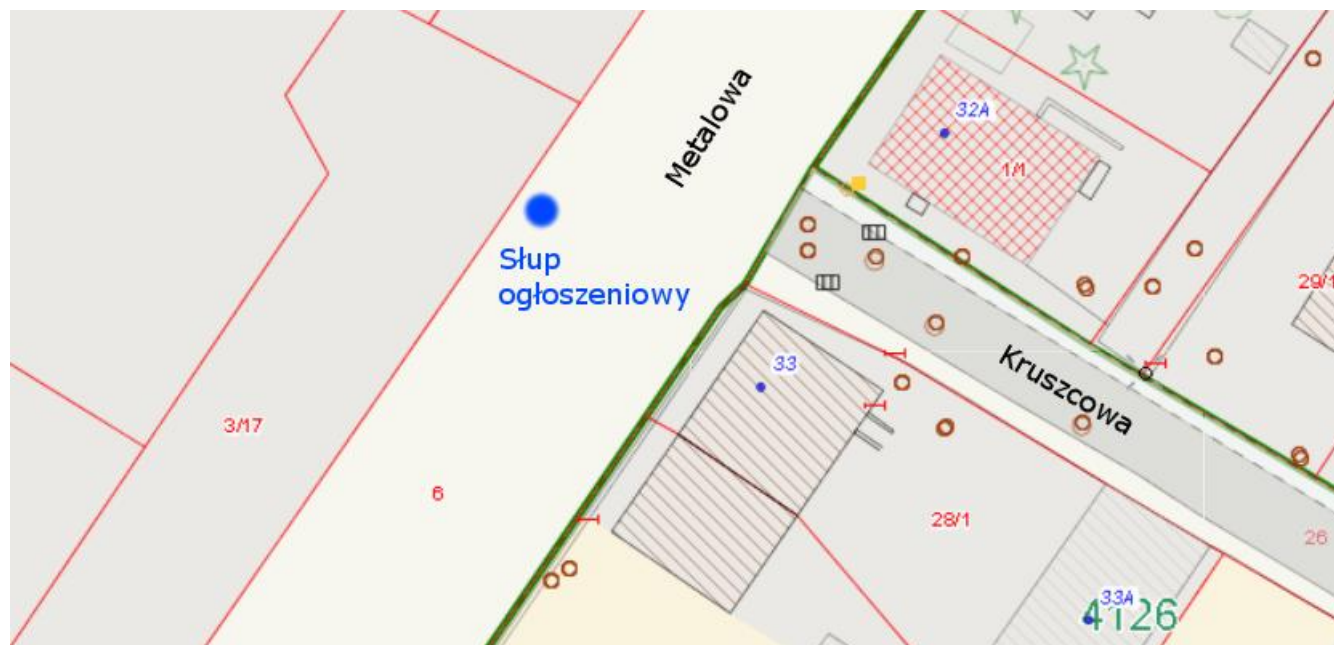 Metalowa
32A
1/1
Słup
ogłoszeniowy
29/1
33
Kruszcowa
3/17
6
28/1
26
33A
4126